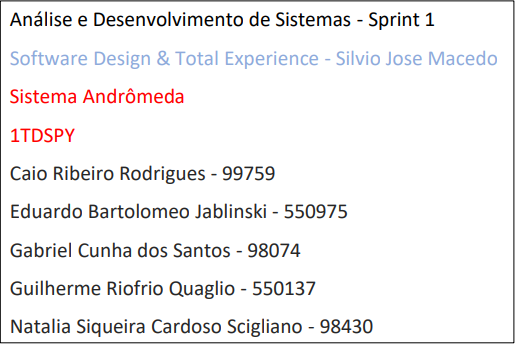 Análise e Desenvolvimento de Sistemas - Sprint 1
Software Design & Total Experience - Silvio Jose Macedo
Sistema Andrômeda
1TDSPY
Caio Ribeiro Rodrigues - 99759
Eduardo Bartolomeo Jablinski - 550975
Gabriel Cunha dos Santos - 98074
Guilherme Riofrio Quaglio - 550137
Natalia Siqueira Cardoso Scigliano - 98430